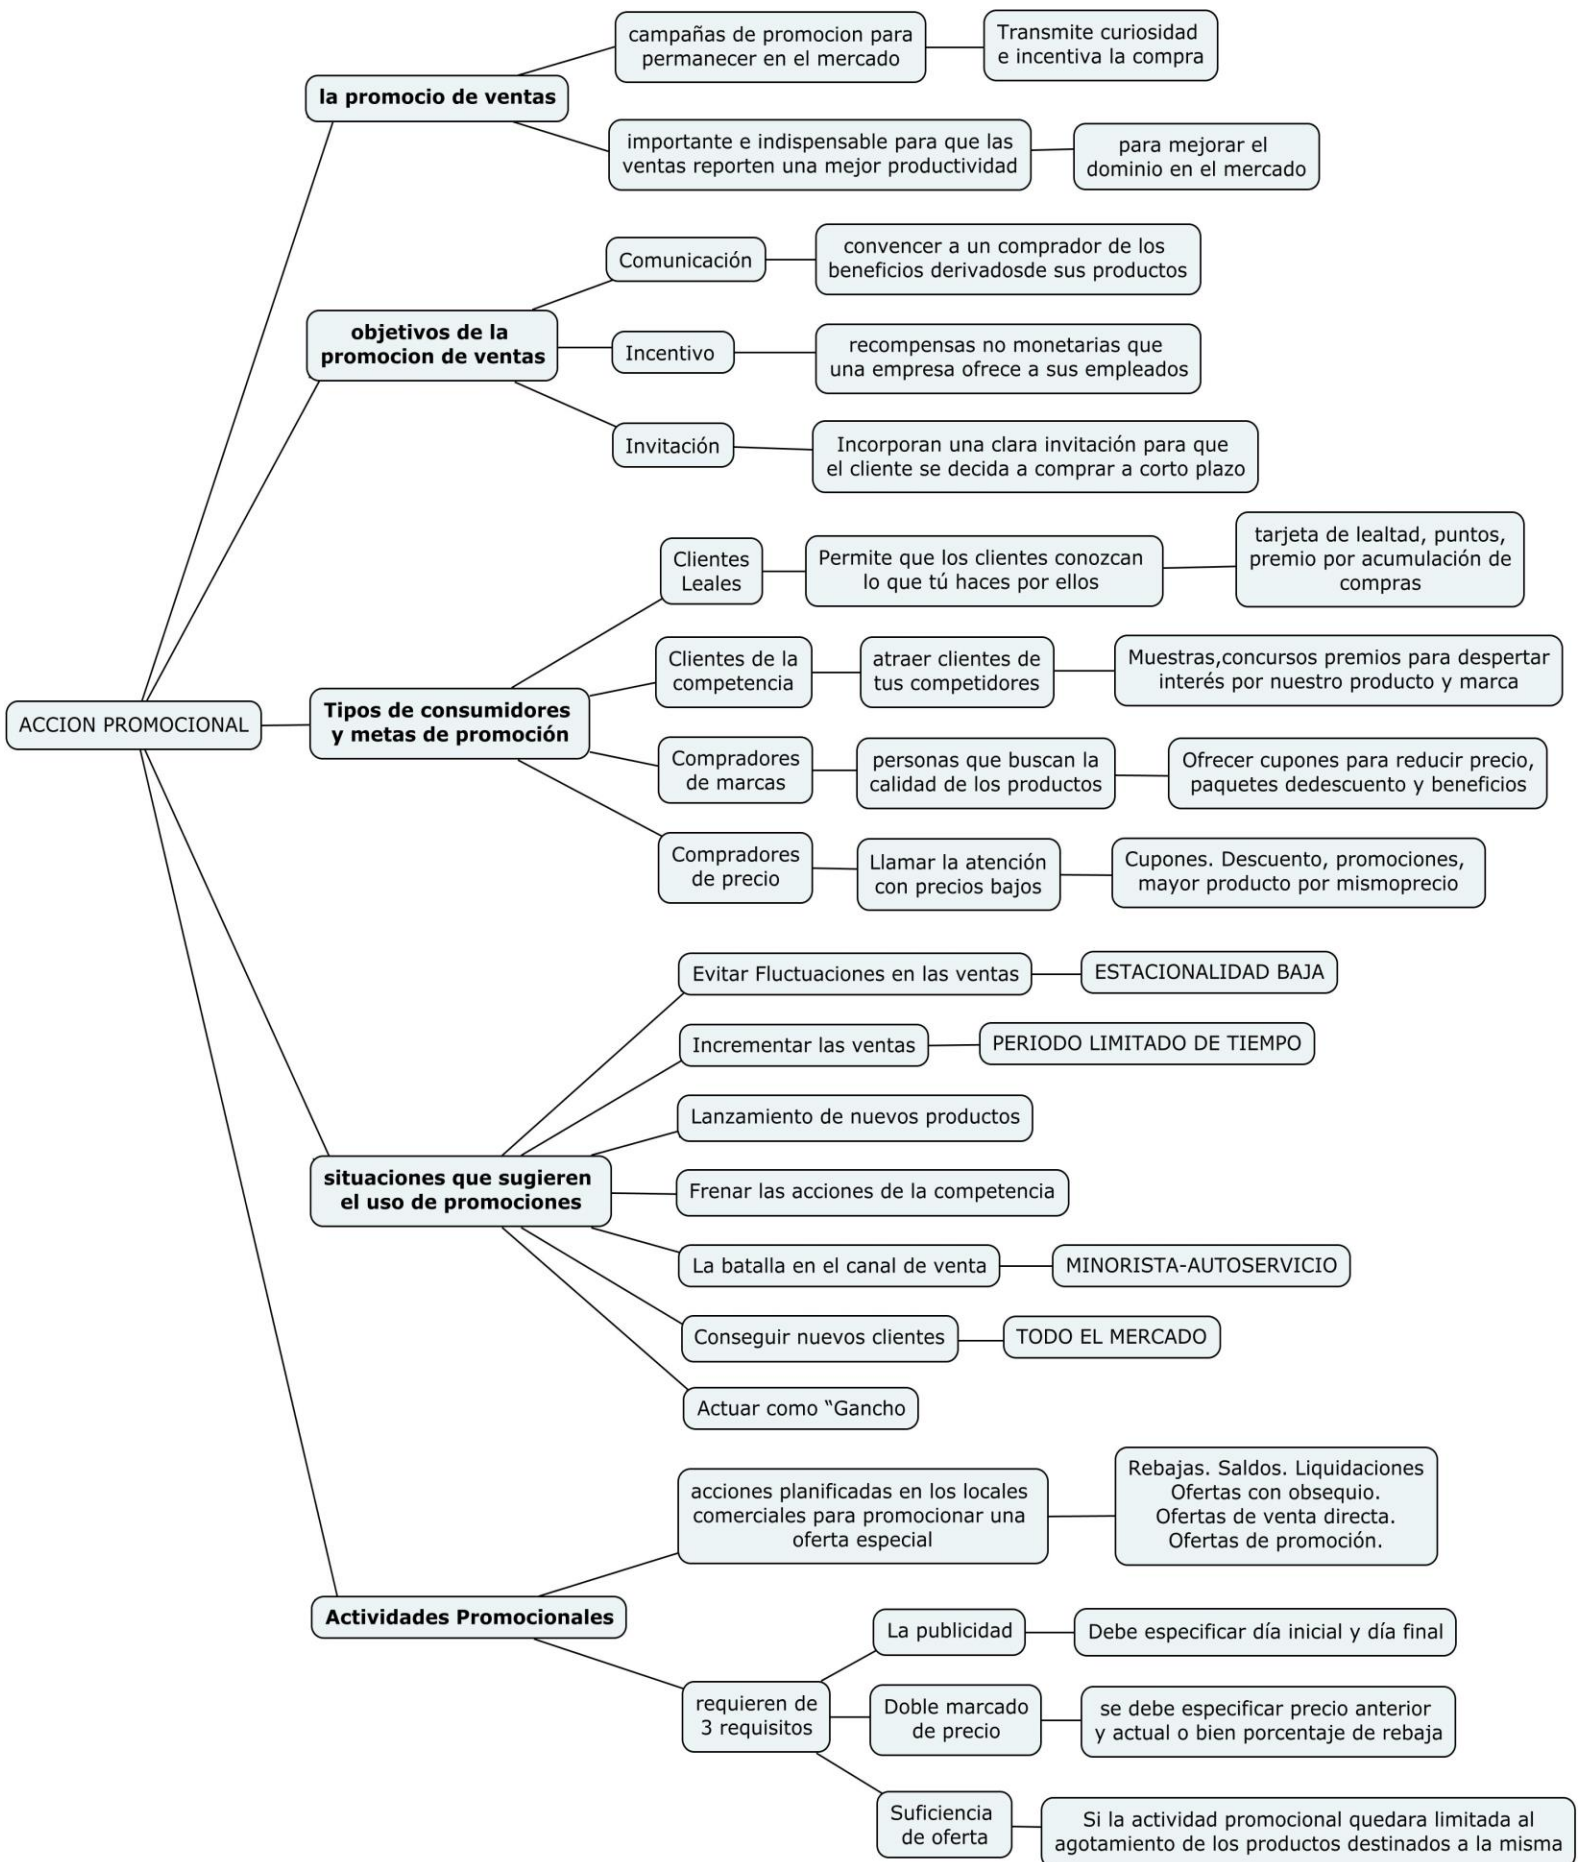 ACCION PROMOCIONAL
la promocio de ventas
campañas de promocion para
permanecer en el mercado
Transmite curiosidad
e incentiva la compra
importante e indispensable para que las
ventas reporten una mejor productividad
para mejorar el
dominio en el mercado
objetivos de la
promocion de ventas
Comunicación
convencer a un comprador de los
beneficios derivadosde sus productos
Incentivo
recompensas no monetarias que
una empresa ofrece a sus empleados
Invitación
Incorporan una clara invitación para que
el cliente se decida a comprar a corto plazo
Tipos de consumidores
y metas de promoción
Clientes
Leales
Permite que los clientes conozcan
lo que tú haces por ellos
tarjeta de lealtad, puntos,
premio por acumulación de
compras
Clientes de la
competencia
atraer clientes de
tus competidores
Muestras,concursos premios para despertar
interés por nuestro producto y marca
Compradores
de marcas
personas que buscan la
calidad de los productos
Ofrecer cupones para reducir precio,
paquetes dedescuento y beneficios
Compradores
de precio
Llamar la atención
con precios bajos
Cupones. Descuento, promociones,
mayor producto por mismoprecio
situaciones que sugieren
el uso de promociones
Evitar Fluctuaciones en las ventas
ESTACIONALIDAD BAJA
Incrementar las ventas
PERIODO LIMITADO DE TIEMPO
Lanzamiento de nuevos productos
Frenar las acciones de la competencia
La batalla en el canal de venta
MINORISTA-AUTOSERVICIO
Conseguir nuevos clientes
TODO EL MERCADO
Actuar como “Gancho
Actividades Promocionales
acciones planificadas en los locales
comerciales para promocionar una
oferta especial
Rebajas. Saldos. Liquidaciones
Ofertas con obsequio.
Ofertas de venta directa.
Ofertas de promoción.
requieren de
3 requisitos
La publicidad
Debe especificar día inicial y día final
Doble marcado
de precio
se debe especificar precio anterior
y actual o bien porcentaje de rebaja
Suficiencia
de oferta
Si la actividad promocional quedara limitada al
agotamiento de los productos destinados a la misma